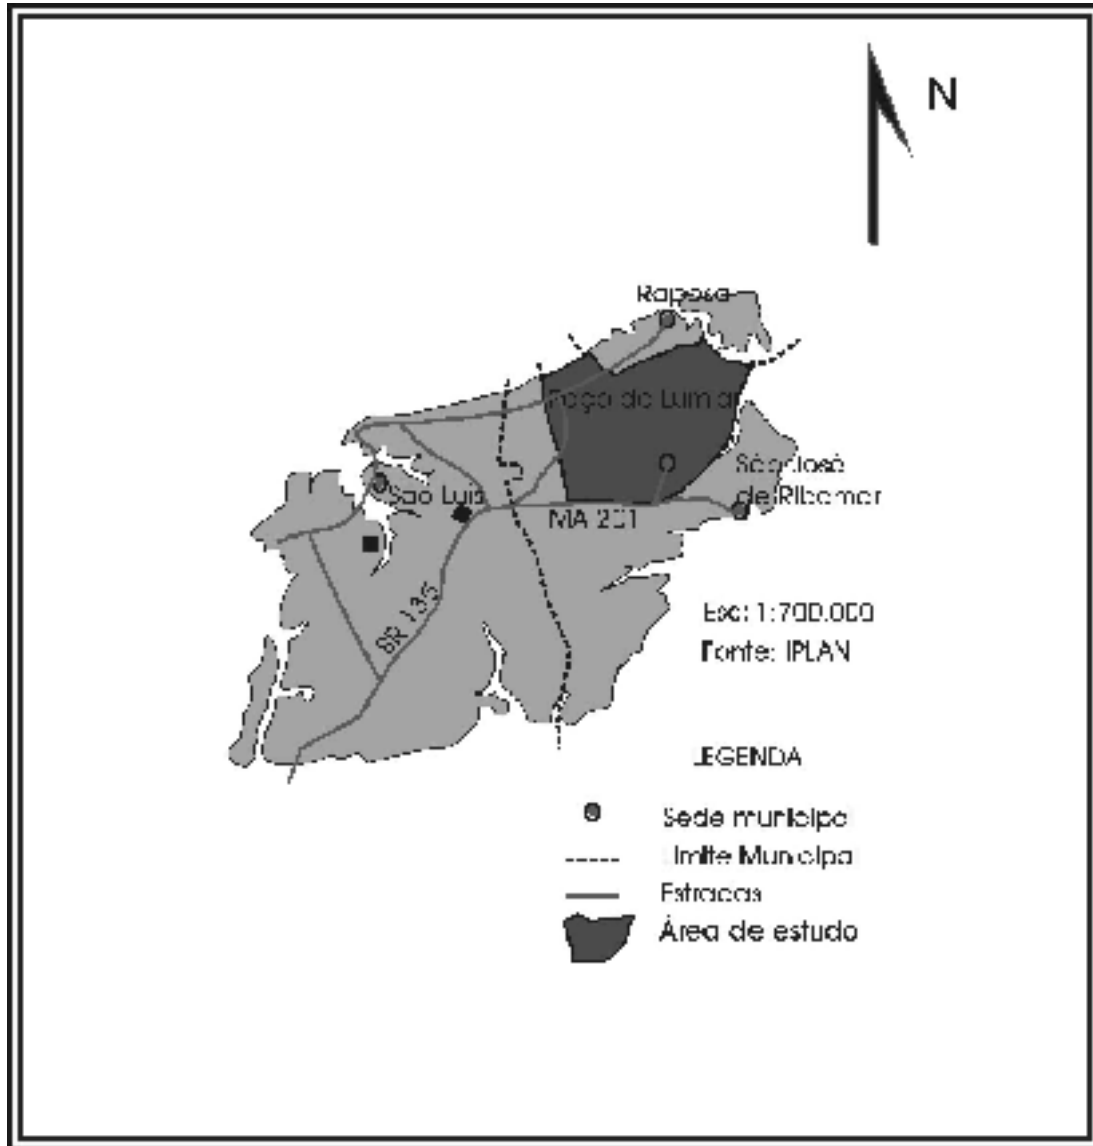 N
Raposa
Paço do Lumiar
São José
de Ribamar
São Luís
MA 201
BR 135
Esc: 1:700.000
Fonte: IPLAN
LEGENDA
Sede municipal
Limite Municipal
Estradas
Área de estudo